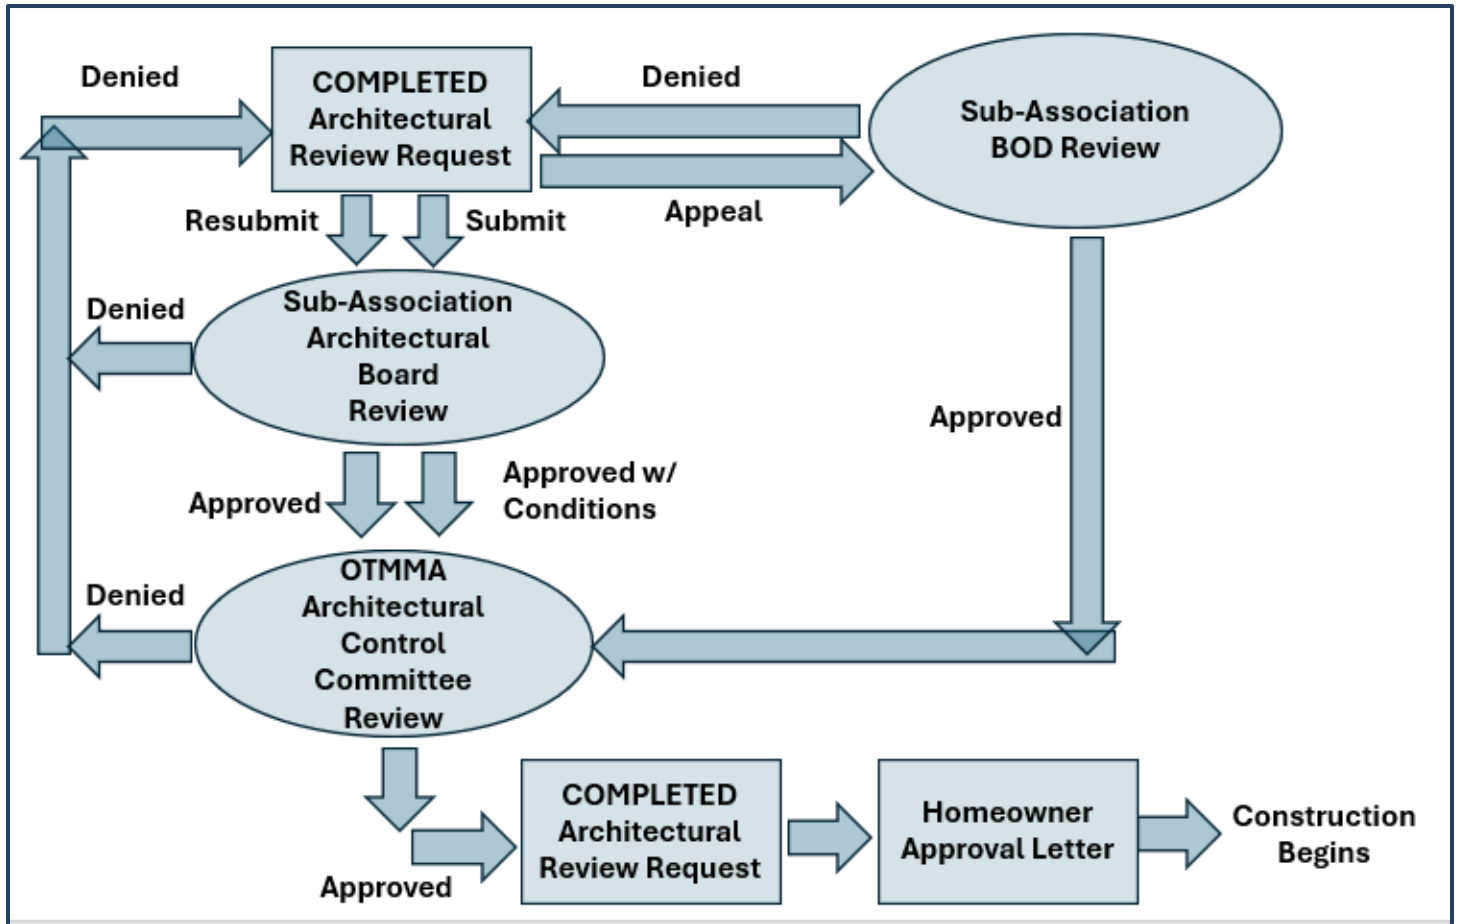 Denied
COMPLETED
Architectural
Review Request
Denied
Sub-Association
BOD Review
Resubmit
Submit
Appeal
Denied
Sub-Association
Architectural
Board
Review
Approved
Approved w/
Conditions
Approved
Denied
OTMMA
Architectural
Control
Committee
Review
Approved
COMPLETED
Architectural
Review Request
Homeowner
Approval Letter
Construction
Begins